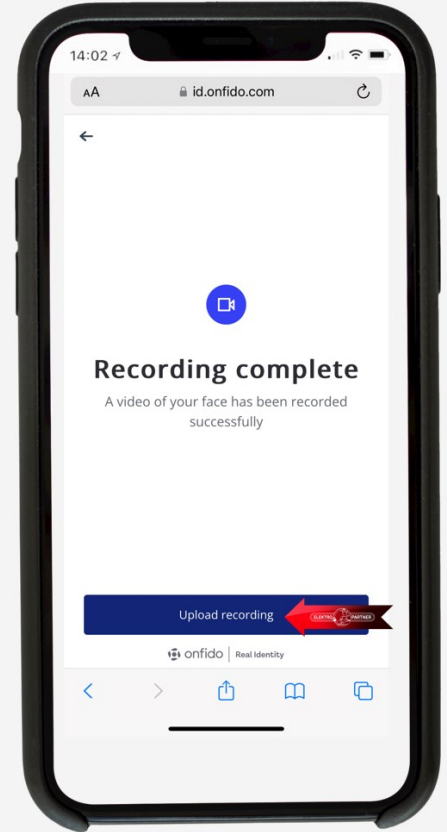 14:02
AA
id.onfido.com
Recording complete
A video of your face has been recorded
successfully
Upload recording
ELEKTRO PARTNER
onfido | Real Identity